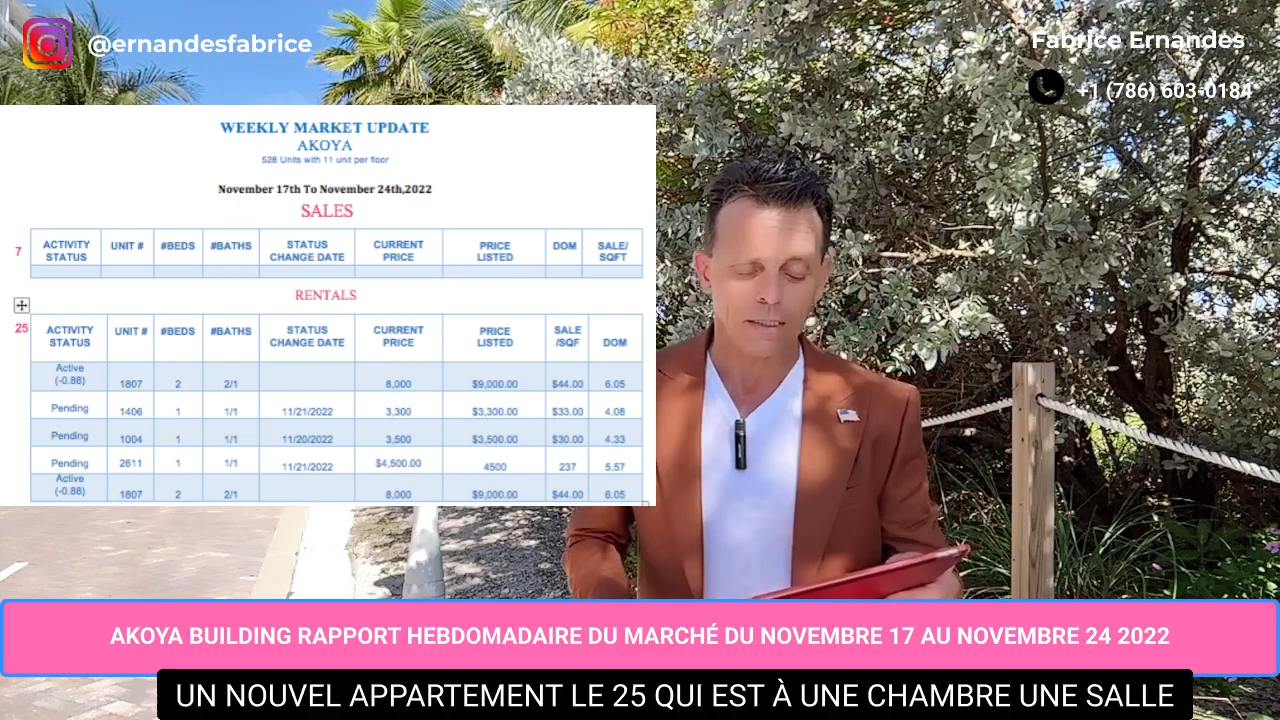 @ernandesfabrice
Fabrice Ernandes
+1 (786) 603-0184
WEEKLY MARKET UPDATE
AKOYA
528 Units with 11 unit per floor
November 17th To November 24th,2022
SALES
7
ACTIVITY STATUS UNIT # #BEDS #BATHS STATUS CHANGE DATE CURRENT PRICE PRICE LISTED DOM SALE/ SQFT
RENTALS
25
ACTIVITY STATUS UNIT # #BEDS #BATHS STATUS CHANGE DATE CURRENT PRICE PRICE LISTED SALE /SQF DOM
Active (-0.88) 1807 2 2/1 8,000 $9,000.00 $44.00 6.05
Pending 1406 1 1/1 11/21/2022 3,300 $3,300.00 $33.00 4.08
Pending 1004 1 1/1 11/20/2022 3,500 $3,500.00 $30.00 4.33
Pending 2611 1 1/1 11/21/2022 $4,500.00 4500 237 5.57
Active (-0.88) 1807 2 2/1 8,000 $9,000.00 $44.00 6.05
AKOYA BUILDING RAPPORT HEBDOMADAIRE DU MARCHÉ DU NOVEMBRE 17 AU NOVEMBRE 24 2022
UN NOUVEL APPARTEMENT LE 25 QUI EST À UNE CHAMBRE UNE SALLE